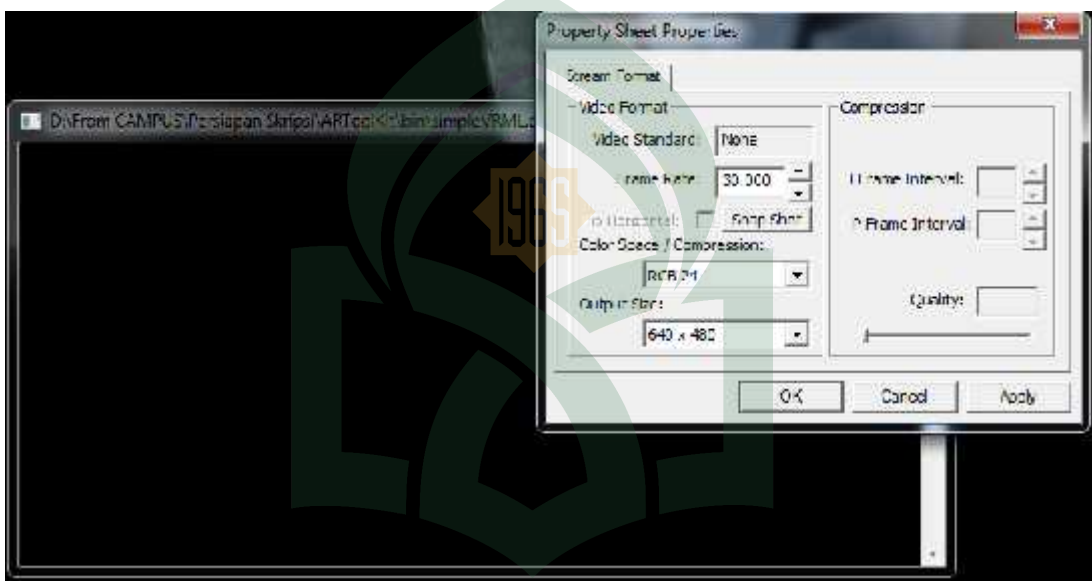 Property Sheet Properties
Stream Format
Video Format
Compression
Video Standard: None
Frame Rate: 30.000
I Frame Interval:
Snap Shot
P Frame Interval:
Color Space / Compression:
RGB 24
Output Size:
Quality:
640 x 480
OK Cancel Apply
D:\From CAMPUS\Persiapan Skripsi\ARToolKit\bin\simpleVRML
1965